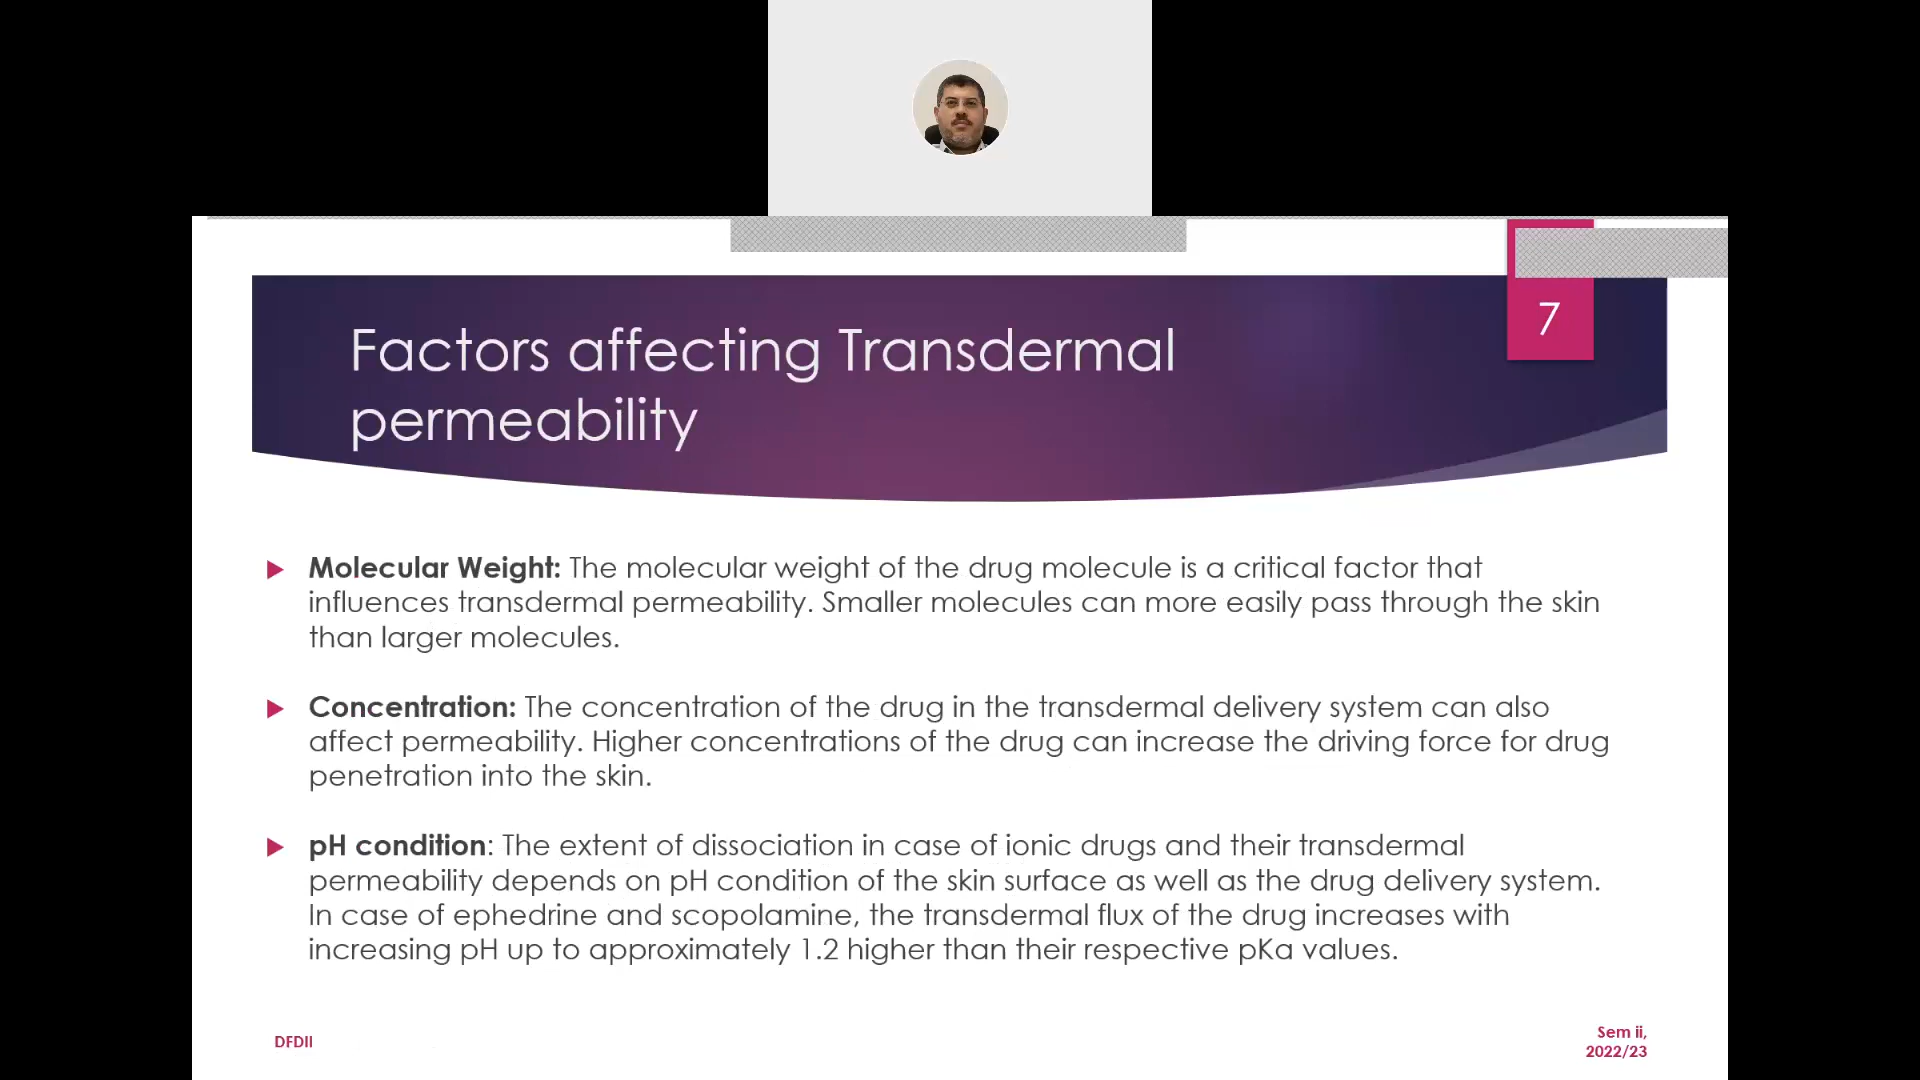 7
Factors affecting Transdermal
permeability
Molecular Weight: The molecular weight of the drug molecule is a critical factor that
influences transdermal permeability. Smaller molecules can more easily pass through the skin
than larger molecules.
Concentration: The concentration of the drug in the transdermal delivery system can also
affect permeability. Higher concentrations of the drug can increase the driving force for drug
penetration into the skin.
pH condition: The extent of dissociation in case of ionic drugs and their transdermal
permeability depends on pH condition of the skin surface as well as the drug delivery system.
In case of ephedrine and scopolamine, the transdermal flux of the drug increases with
increasing pH up to approximately 1.2 higher than their respective pKa values.
DFDII
Sem ii,
2022/23